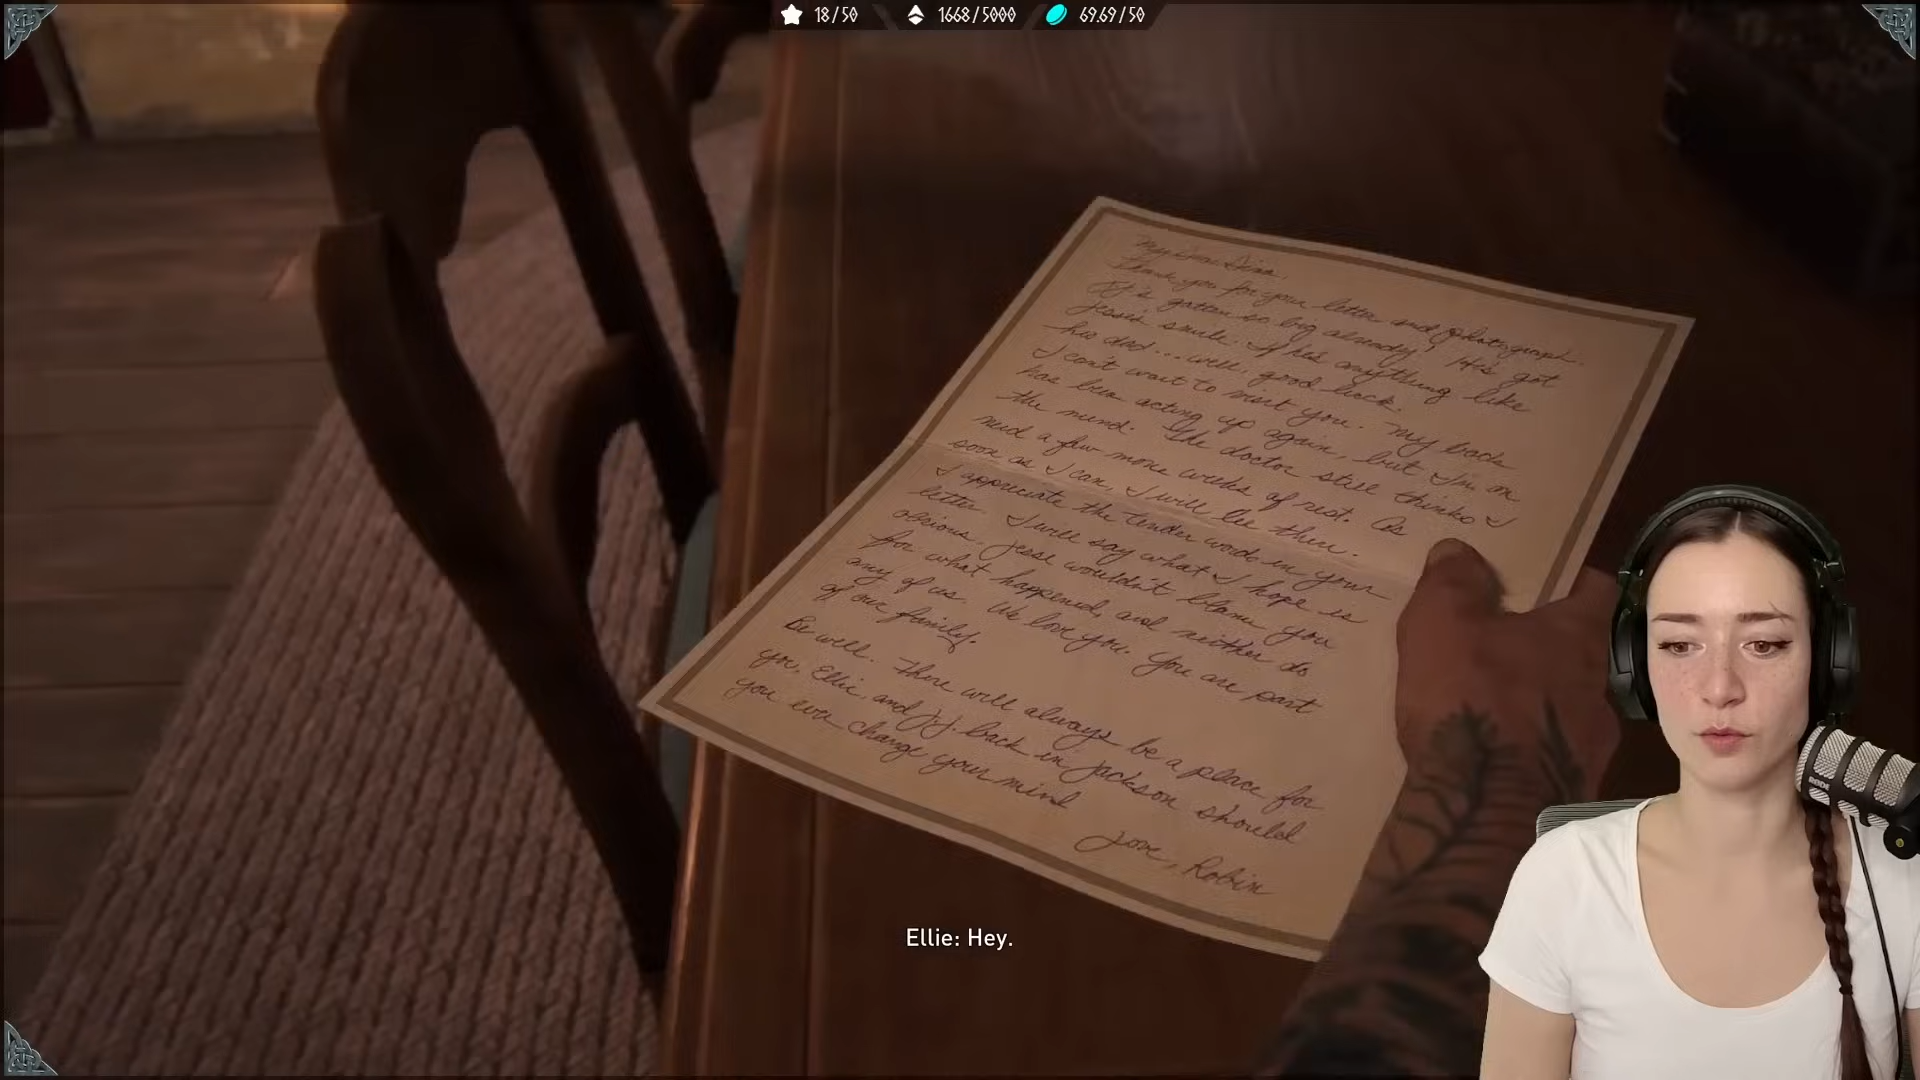 18/50
1668/5000
69.69/50
My Dear Dina,
Thank you for your letter and photograph.
It's gotten so big already! He's got
Jesse's smile. If he's anything like
his dad... well, good luck.
I can't wait to visit you. My back
has been acting up again, but I'm on
the mend. The doctor still thinks I
need a few more weeks of rest. As
soon as I can, I will be there.
I appreciate the tender words in your
letter. I will say what I hope is
obvious. Jesse wouldn't blame you
for what happened, and neither do
any of us. We love you. You are part
of our family.
Be well. There will always be a place for
you, Ellie, and J.J. back in Jackson should
you ever change your mind
Love, Robin
Ellie: Hey.
RODE